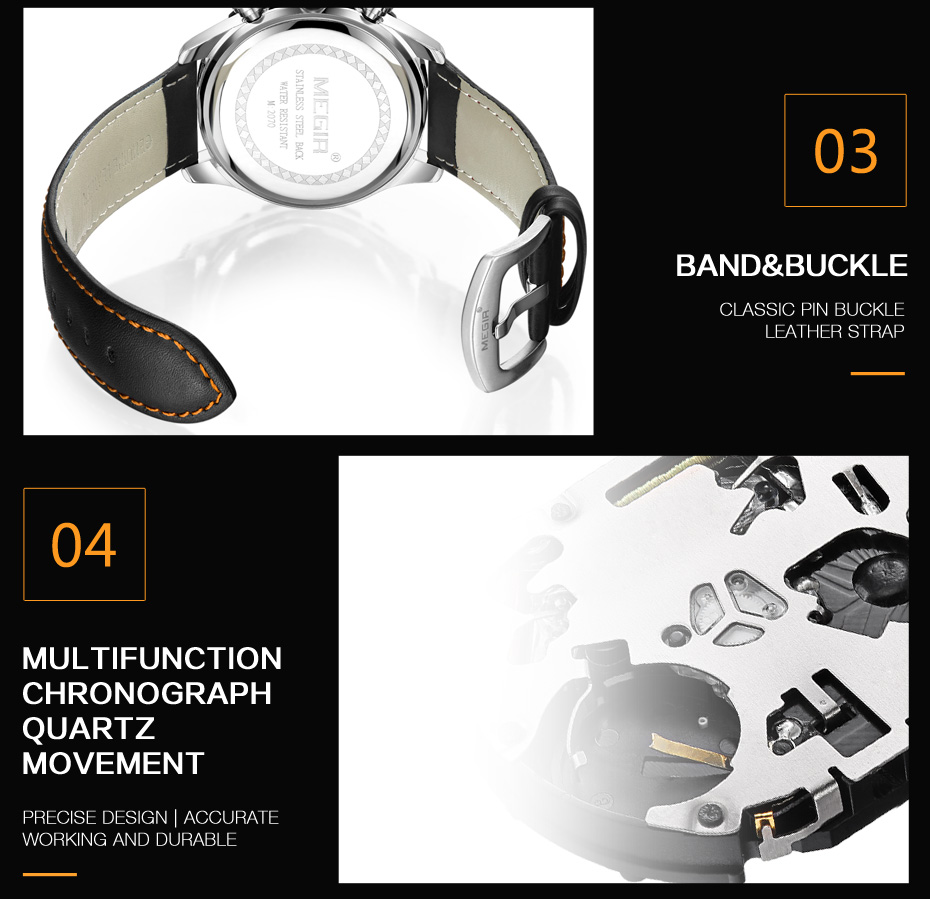 MEGIR®
STAINLESS STEEL BACK
WATER RESISTANT
M 2070
MEGIR
03
BAND&BUCKLE
CLASSIC PIN BUCKLE
LEATHER STRAP
04
MULTIFUNCTION
CHRONOGRAPH
QUARTZ
MOVEMENT
PRECISE DESIGN | ACCURATE
WORKING AND DURABLE